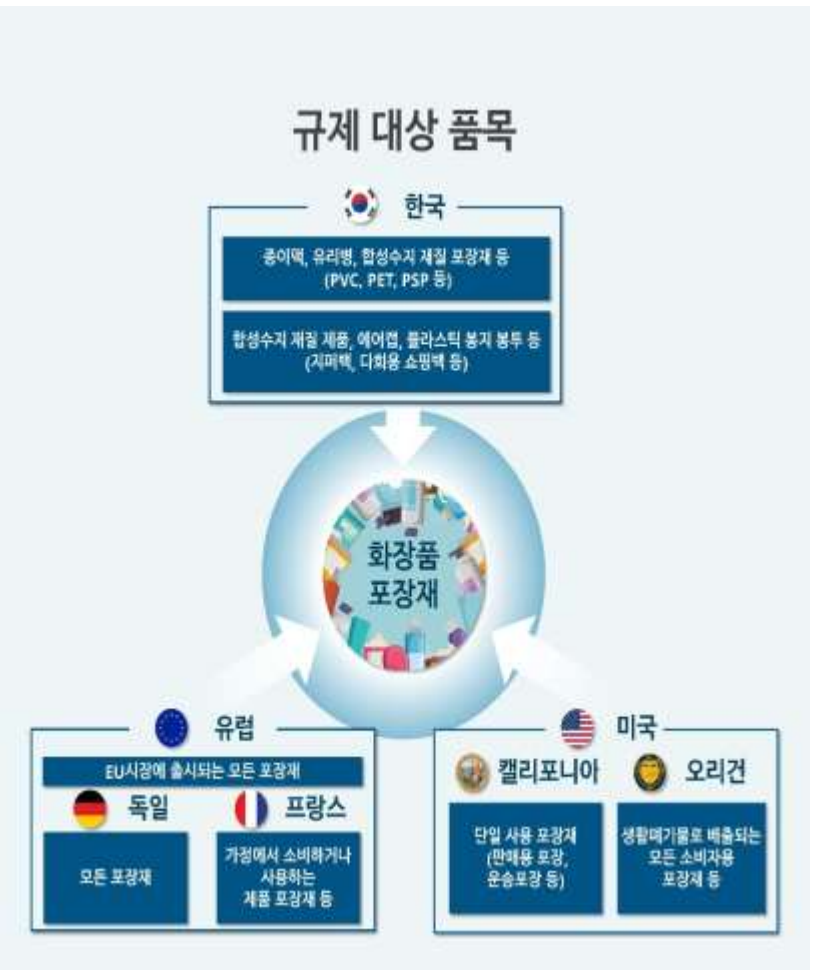 규제 대상 품목
한국
종이팩, 유리병, 합성수지 재질 포장재 등
(PVC, PET, PSP 등)
합성수지 재질 제품, 에어캡, 플라스틱 봉지 봉투 등
(지퍼백, 다회용 쇼핑백 등)
화장품
포장재
유럽
EU시장에 출시되는 모든 포장재
독일
모든 포장재
프랑스
가정에서 소비하거나
사용하는
제품 포장재 등
미국
캘리포니아
단일 사용 포장재
(판매용 포장,
운송포장 등)
오리건
생활폐기물로 배출되는
모든 소비자용
포장재 등